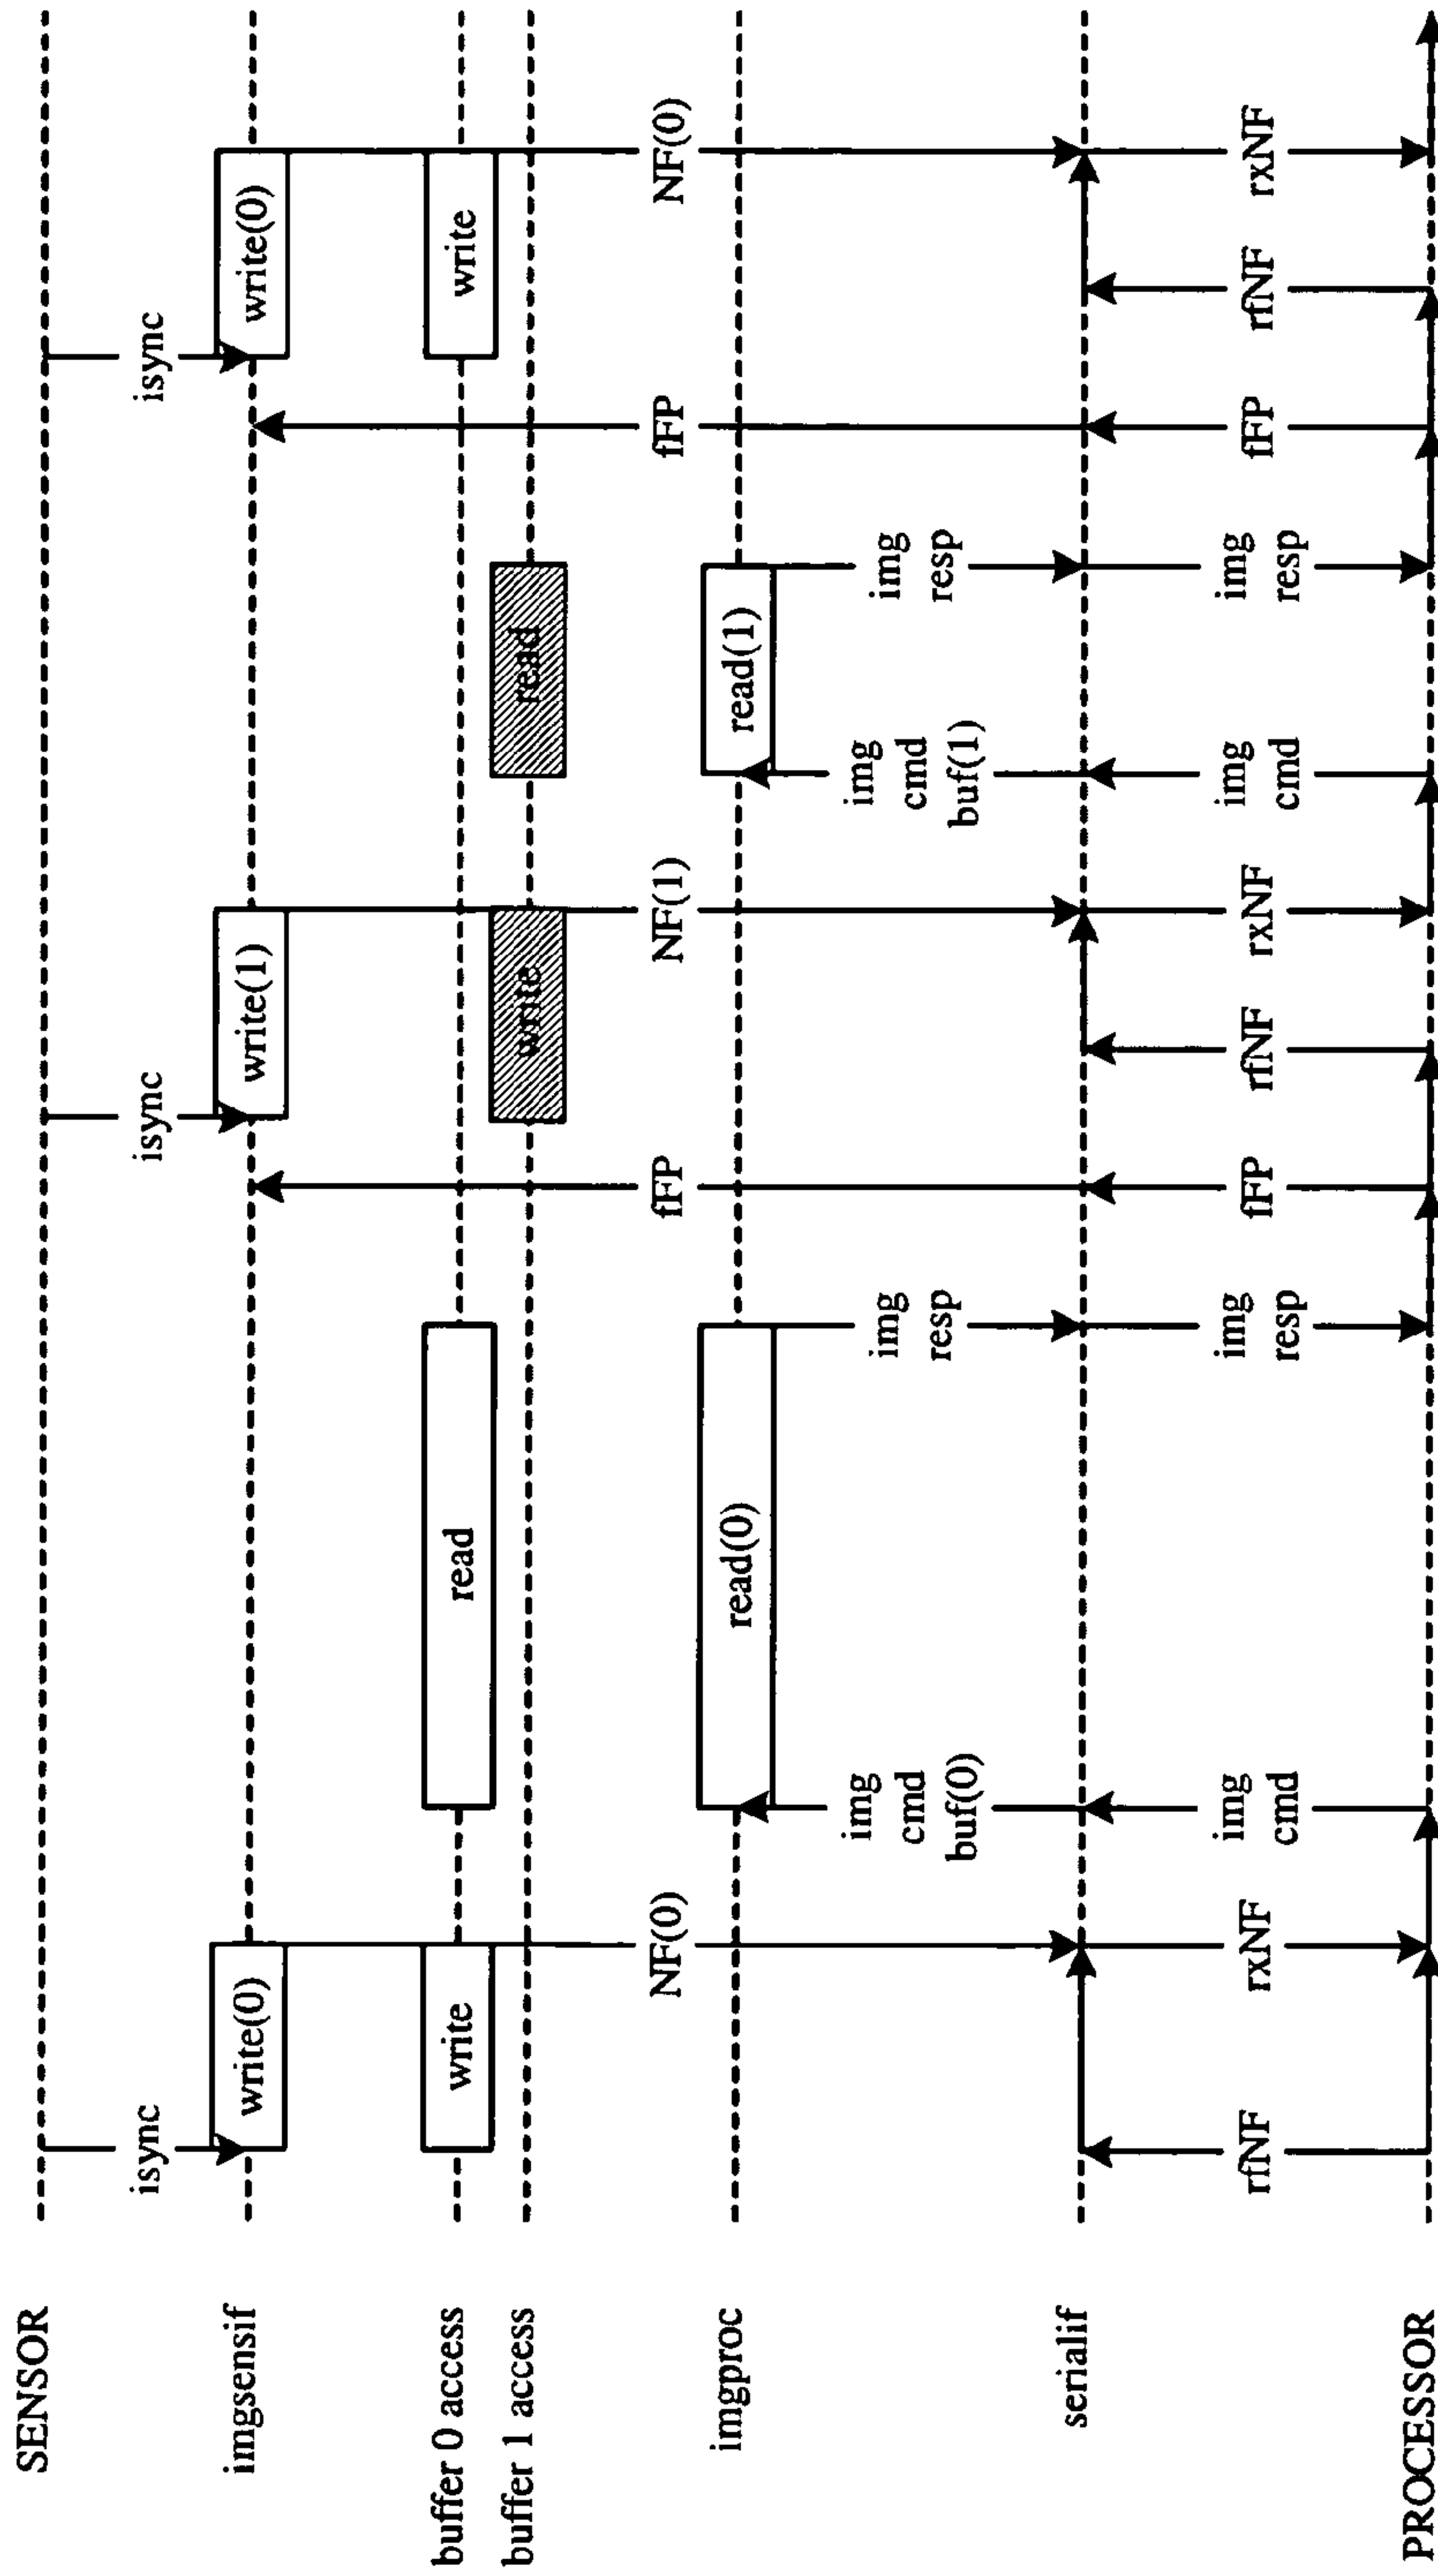 SENSOR
imgsensif
buffer 0 access
buffer 1 access
imgproc
serialif
PROCESSOR
isync
write(0)
write
NF(0)
rfNF
rxNF
img
cmd
buf(0)
img
cmd
read
read(0)
img
resp
img
resp
fFP
fFP
isync
write(1)
write
NF(1)
rfNF
rxNF
img
cmd
buf(1)
img
cmd
read
read(1)
img
resp
img
resp
fFP
fFP
isync
write(0)
write
NF(0)
rfNF
rxNF